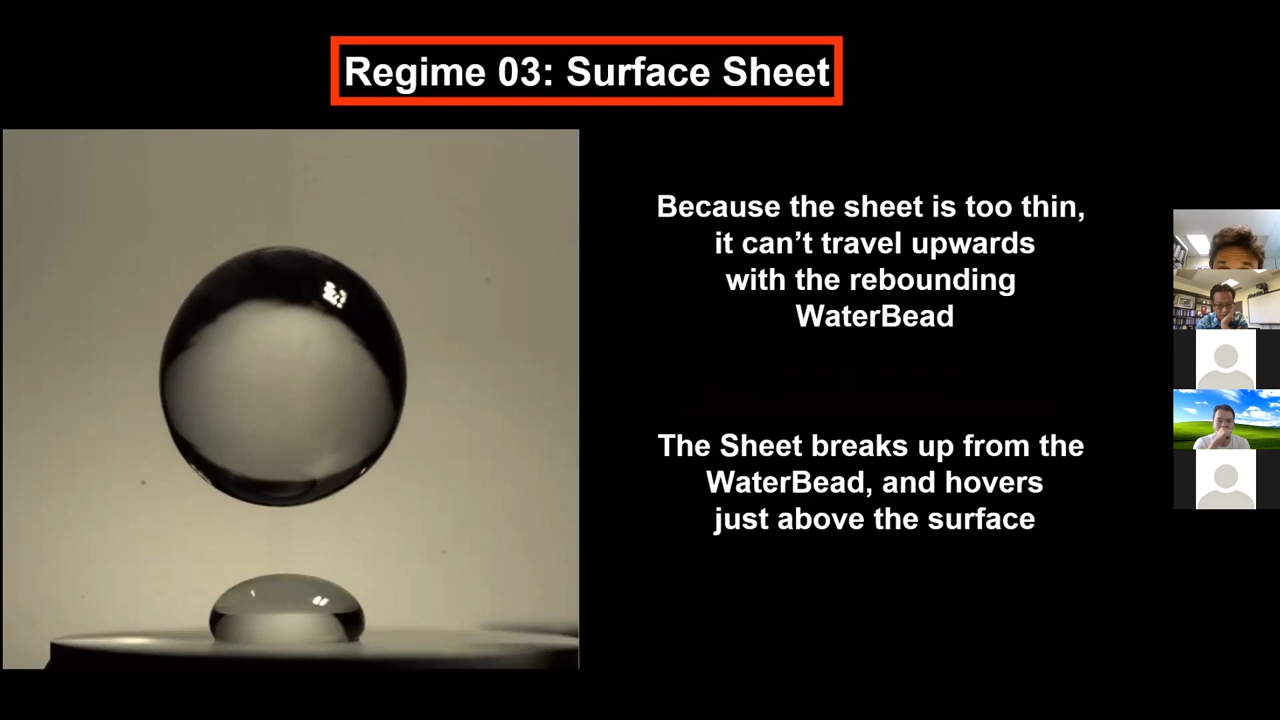 Regime 03: Surface Sheet
Because the sheet is too thin,
it can’t travel upwards
with the rebounding
WaterBead
The Sheet breaks up from the
WaterBead, and hovers
just above the surface